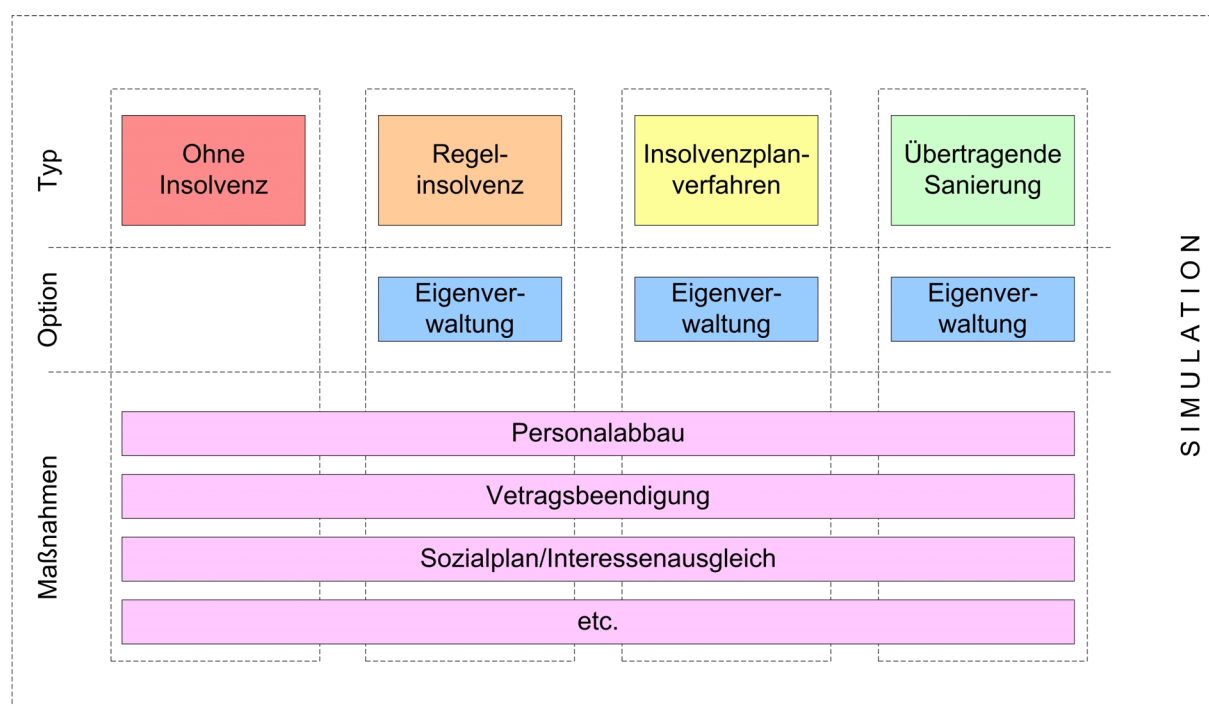 Typ
Ohne
Insolvenz
Regel-
insolvenz
Insolvenzplan-
verfahren
Übertragende
Sanierung
Option
Eigenver-
waltung
Eigenver-
waltung
Eigenver-
waltung
Maßnahmen
Personalabbau
Vetragsbeendigung
Sozialplan/Interessenausgleich
etc.
SIMULATION